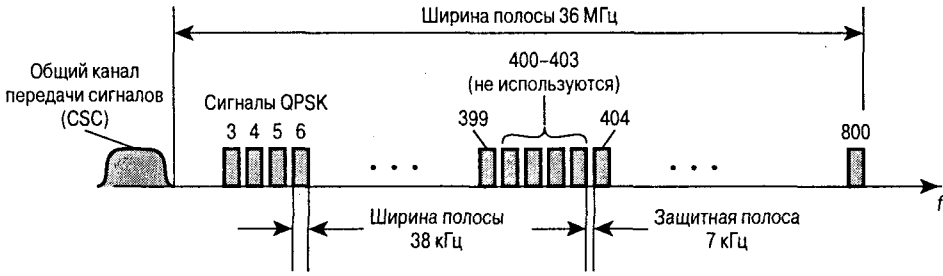 Ширина полосы 36 МГц
Общий канал
передачи сигналов
(CSC)
Сигналы QPSK
3 4 5 6
399
400–403
(не используются)
404
800
. . .
. . .
f
Ширина полосы
38 кГц
Защитная полоса
7 кГц